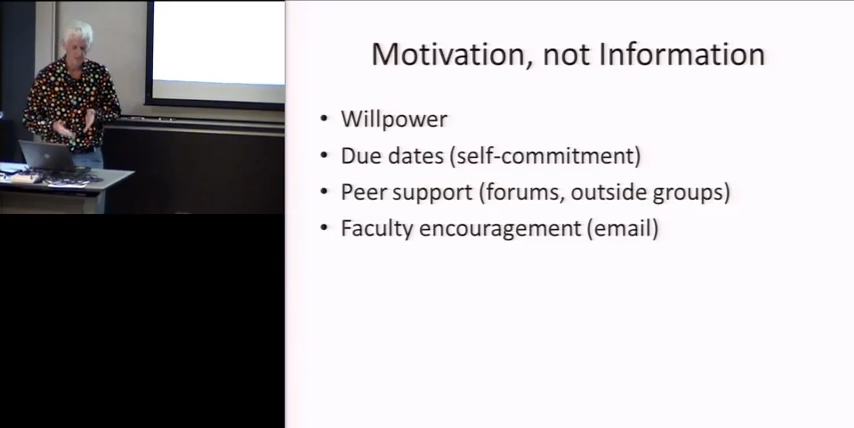 Motivation, not Information
• Willpower
• Due dates (self-commitment)
• Peer support (forums, outside groups)
• Faculty encouragement (email)